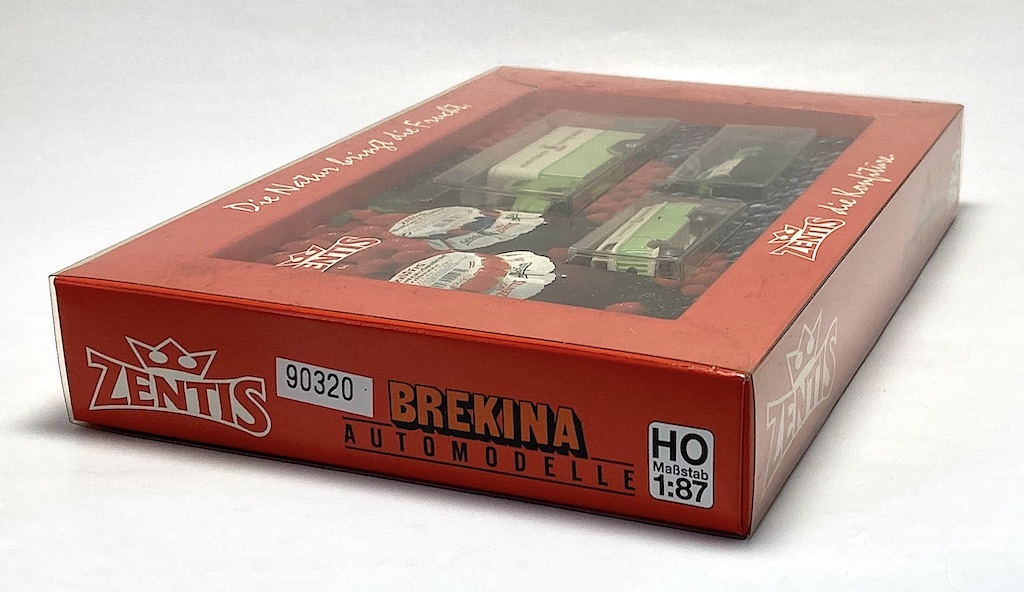 Die Natur bringt die Frucht,
ZENTIS die Konfitüre
ZENTIS
ZENTIS
90320
BREKINA
AUTOMODELLE
HO
Maßstab
1:87
ZENTIS